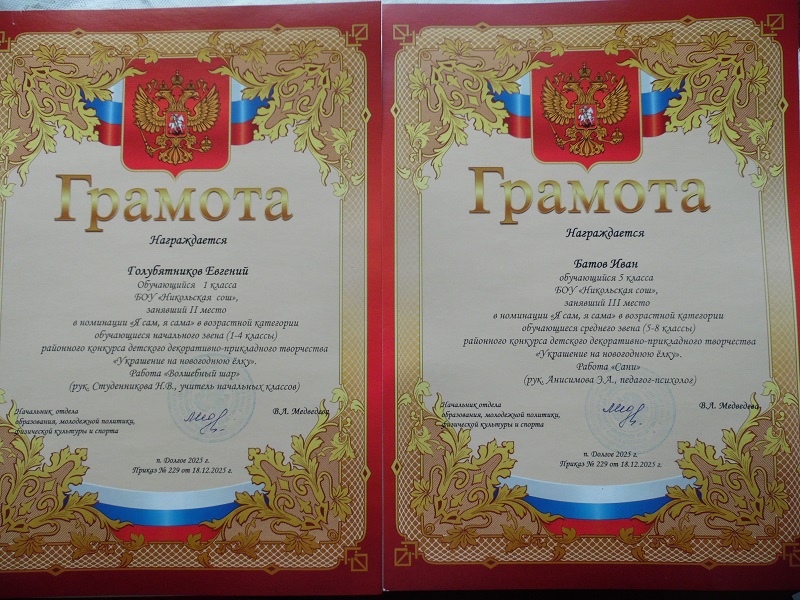 Грамота
Награждается
Голубятников Евгений
Обучающийся 1 класса
БОУ «Никольская сош»,
занявший II место
в номинации «Я сам, я сама» в возрастной категории
обучающиеся начального звена (1-4 классы)
районного конкурса детского декоративно-прикладного творчества
«Украшение на новогоднюю ёлку».
Работа «Волшебный шар»
(рук. Студенникова Н.В., учитель начальных классов)
Начальник отдела
образования, молодежной политики,
физической культуры и спорта
В.А. Медведева
п. Долгое 2025 г.
Приказ № 229 от 18.12.2025 г.
Грамота
Награждается
Батов Иван
обучающийся 5 класса
БОУ «Никольская сош»,
занявший III место
в номинации «Я сам, я сама» в возрастной категории
обучающиеся среднего звена (5-8 классы)
районного конкурса детского декоративно-прикладного творчества
«Украшение на новогоднюю ёлку».
Работа «Сани»
(рук. Анисимова Э.А., педагог-психолог)
Начальник отдела
образования, молодежной политики,
физической культуры и спорта
В.А. Медведева
п. Долгое 2025 г.
Приказ № 229 от 18.12.2025 г.